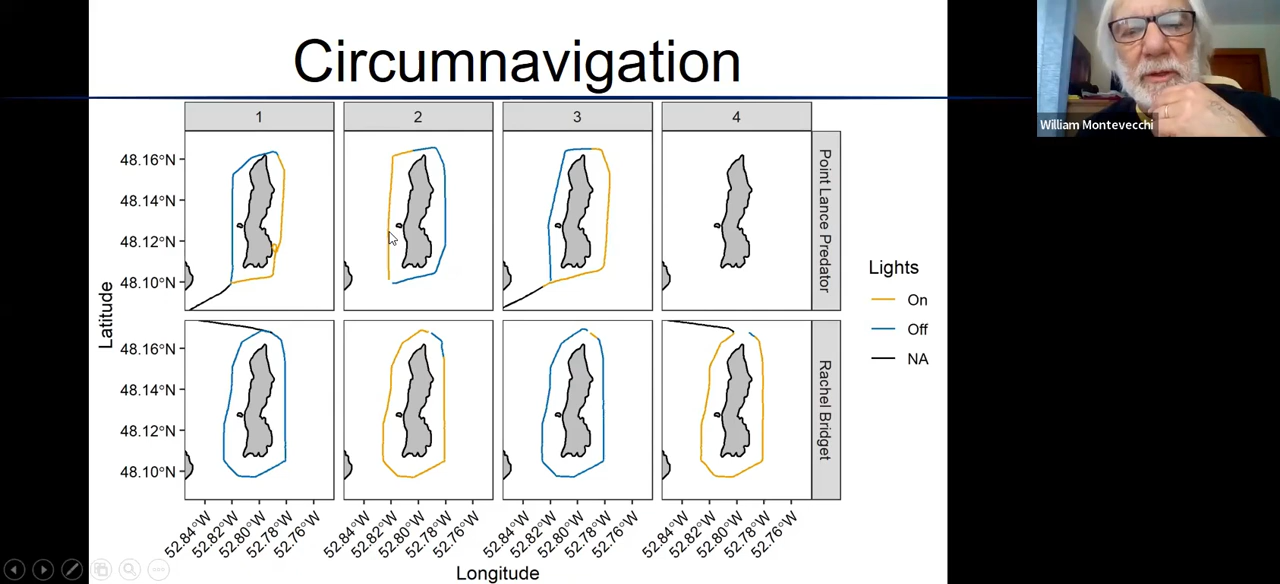 Circumnavigation
William Montevecchi
1
2
3
4
48.16°N
48.14°N
48.12°N
48.10°N
Point Lance Predator
48.16°N
48.14°N
48.12°N
48.10°N
Rachel Bridget
Latitude
Lights
On
Off
NA
52.84°W
52.82°W
52.80°W
52.78°W
52.76°W
52.84°W
52.82°W
52.80°W
52.78°W
52.76°W
52.84°W
52.82°W
52.80°W
52.78°W
52.76°W
52.84°W
52.82°W
52.80°W
52.78°W
52.76°W
Longitude